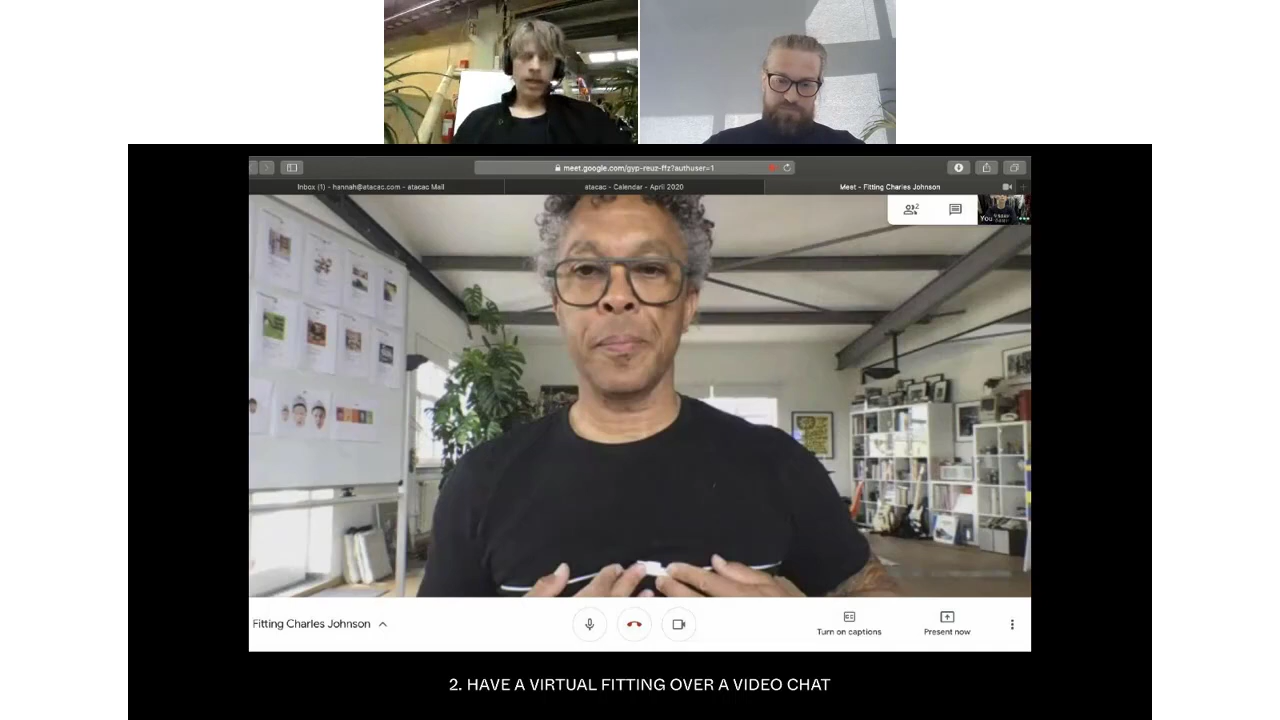 meet.google.com/gyp-reuz-ffz?authuser=1
Inbox (1) - hannah@atacac.com - atacac Mail
atacac - Calendar - April 2020
Meet - Fitting Charles Johnson
2
You
Fitting Charles Johnson
Turn on captions
Present now
2. HAVE A VIRTUAL FITTING OVER A VIDEO CHAT